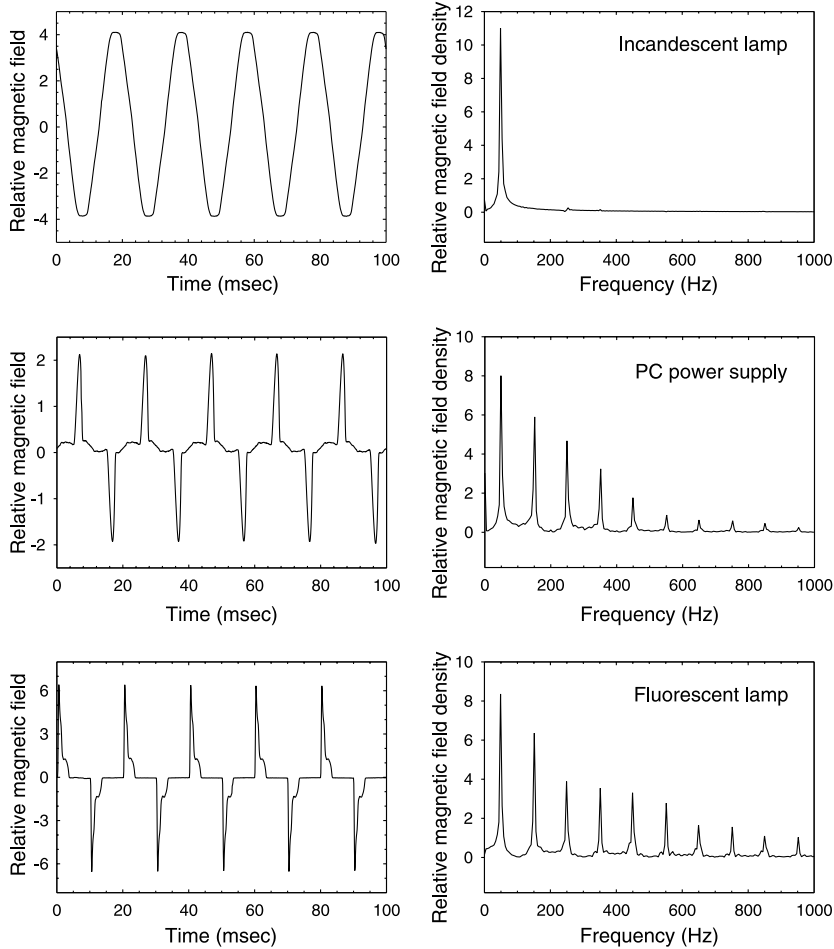 Relative magnetic field
4
2
0
-2
-4
0 20 40 60 80 100
Time (msec)
Relative magnetic field density
12
10
8
6
4
2
0
Incandescent lamp
0 200 400 600 800 1000
Frequency (Hz)
Relative magnetic field
2
1
0
-1
-2
0 20 40 60 80 100
Time (msec)
Relative magnetic field density
10
8
6
4
2
0
PC power supply
0 200 400 600 800 1000
Frequency (Hz)
Relative magnetic field
6
3
0
-3
-6
0 20 40 60 80 100
Time (msec)
Relative magnetic field density
10
8
6
4
2
0
Fluorescent lamp
0 200 400 600 800 1000
Frequency (Hz)